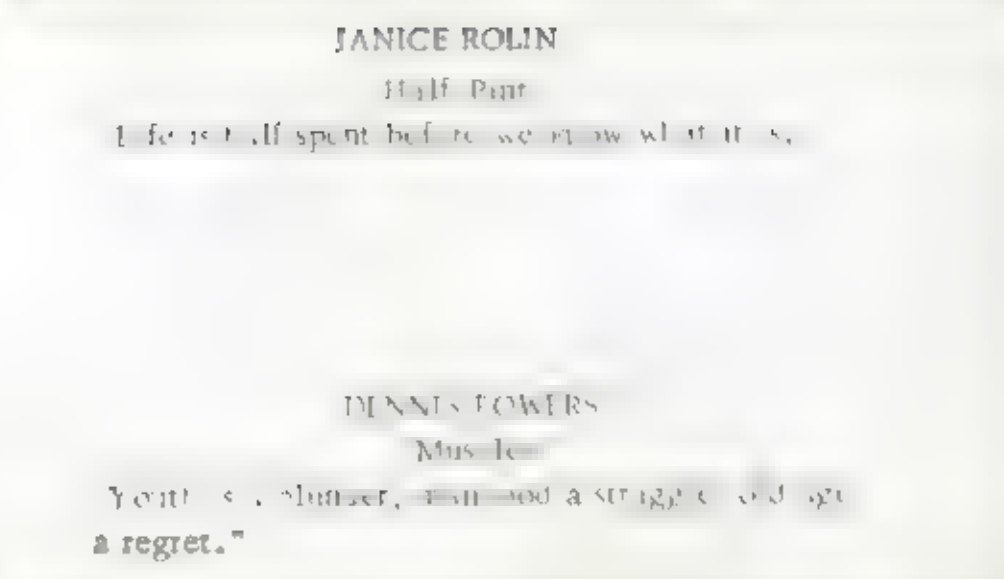 JANICE ROLIN
Half Pint
Life is half spent before we know what it is.
DENNIS
Muscles
Youth is a blunder, manhood a struggle, old age
a regret."